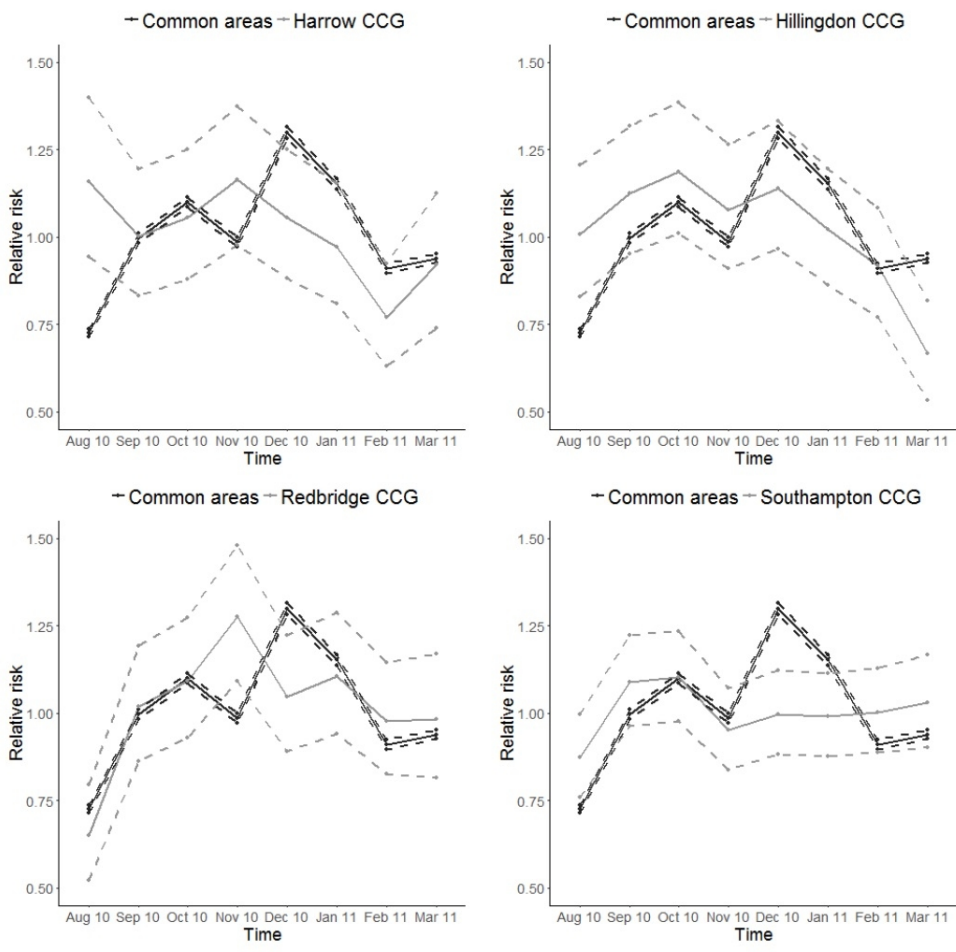 Common areas Harrow CCG
1.50
1.25
1.00
0.75
0.50
Relative risk
Aug 10 Sep 10 Oct 10 Nov 10 Dec 10 Jan 11 Feb 11 Mar 11
Time
Common areas Hillingdon CCG
1.50
1.25
1.00
0.75
0.50
Relative risk
Aug 10 Sep 10 Oct 10 Nov 10 Dec 10 Jan 11 Feb 11 Mar 11
Time
Common areas Redbridge CCG
1.50
1.25
1.00
0.75
0.50
Relative risk
Aug 10 Sep 10 Oct 10 Nov 10 Dec 10 Jan 11 Feb 11 Mar 11
Time
Common areas Southampton CCG
1.50
1.25
1.00
0.75
0.50
Relative risk
Aug 10 Sep 10 Oct 10 Nov 10 Dec 10 Jan 11 Feb 11 Mar 11
Time